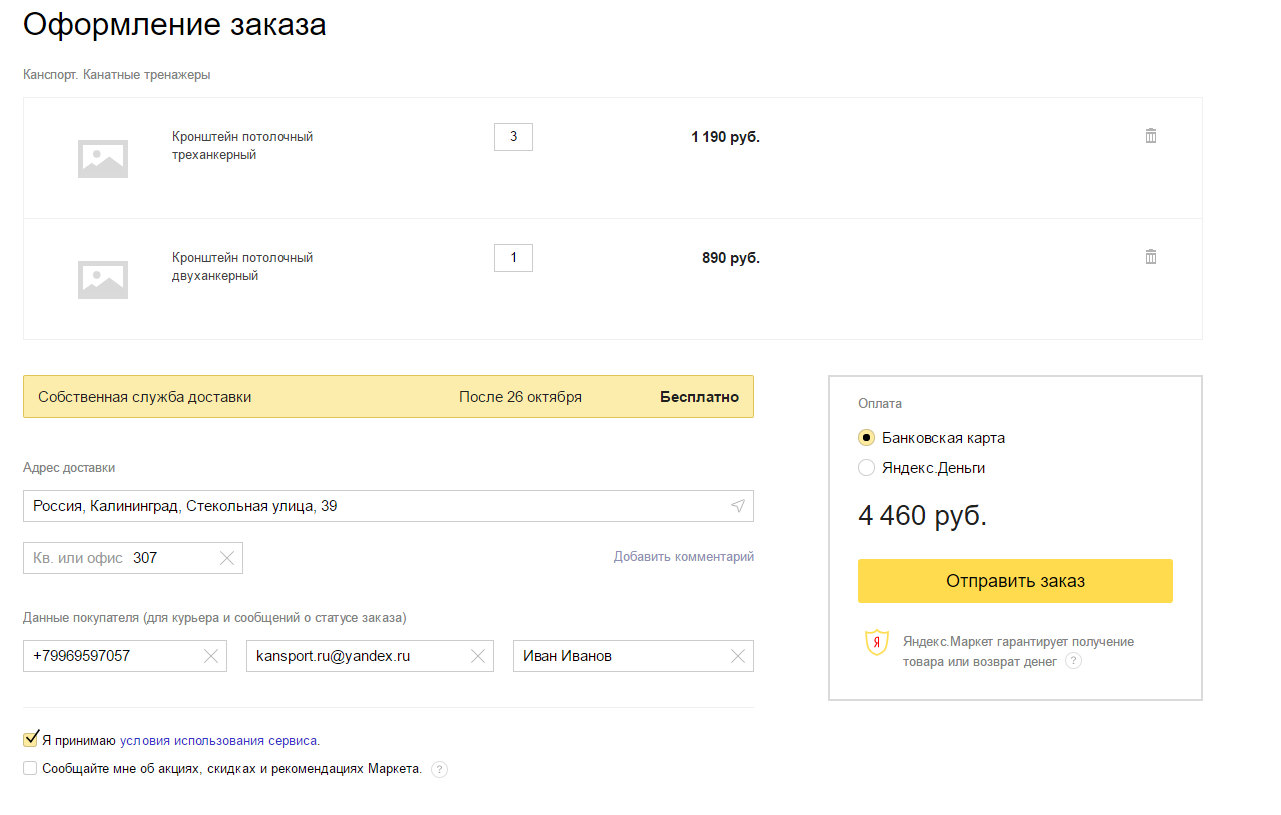 Оформление заказа
Канспорт. Канатные тренажеры
Кронштейн потолочный
треханкерный
3
1 190 руб.
Кронштейн потолочный
двуханкерный
1
890 руб.
Собственная служба доставки После 26 октября Бесплатно
Адрес доставки
Россия, Калининград, Стекольная улица, 39
Кв. или офис 307
Добавить комментарий
Данные покупателя (для курьера и сообщений о статусе заказа)
+79969597057 kansport.ru@yandex.ru Иван Иванов
Я принимаю условия использования сервиса.
Сообщайте мне об акциях, скидках и рекомендациях Маркета. ?
Оплата
Банковская карта
Яндекс.Деньги
4 460 руб.
Отправить заказ
Я
Яндекс.Маркет гарантирует получение
товара или возврат денег ?